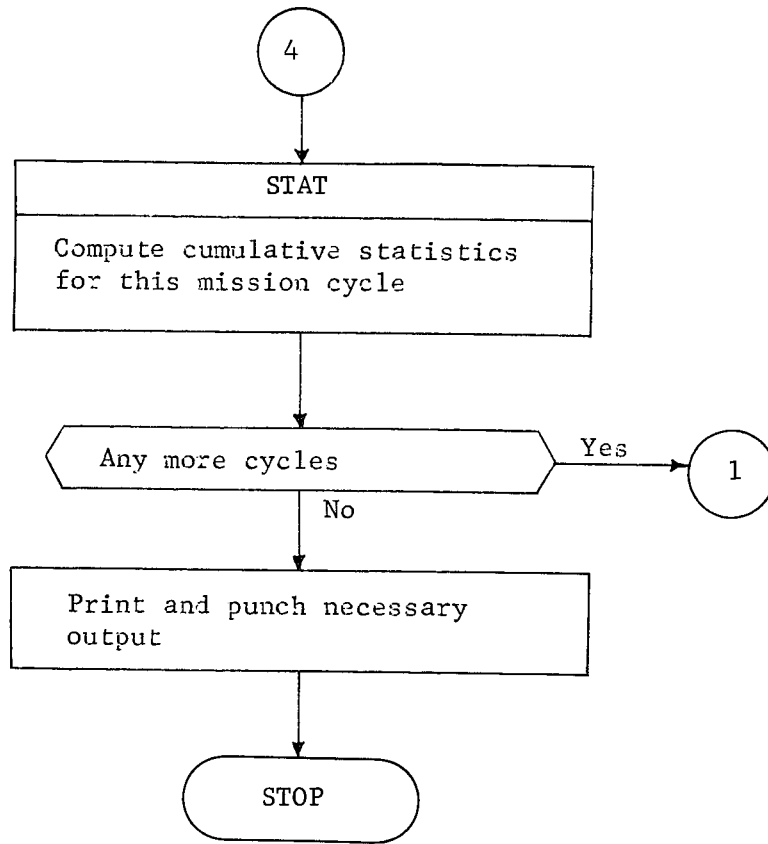 4
STAT
Compute cumulative statistics
for this mission cycle
Any more cycles
Yes
1
No
Print and punch necessary
output
STOP